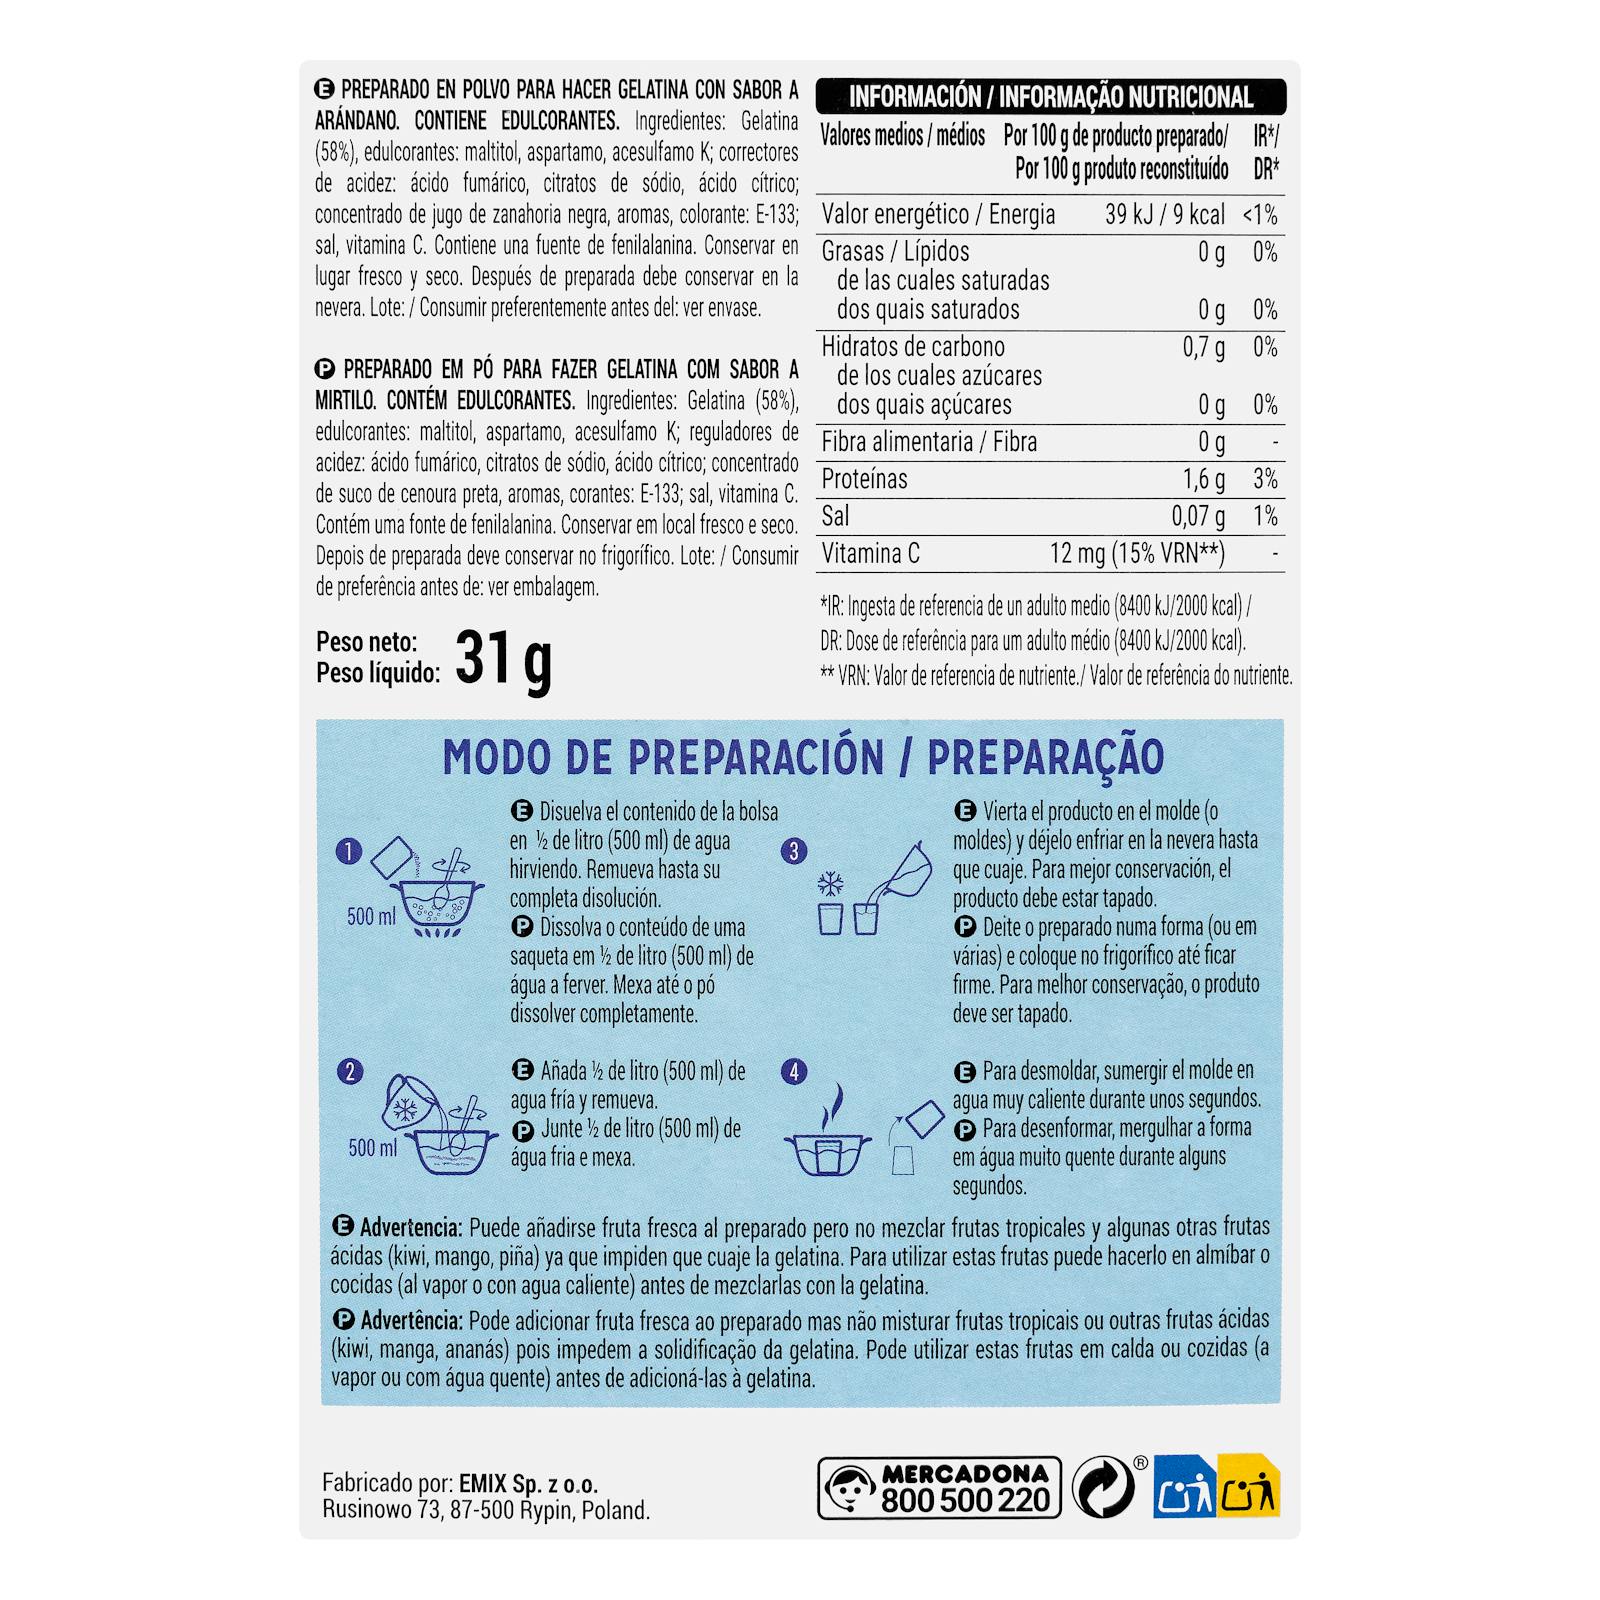 E PREPARADO EN POLVO PARA HACER GELATINA CON SABOR A
ARÁNDANO. CONTIENE EDULCORANTES. Ingredientes: Gelatina
(58%), edulcorantes: maltitol, aspartamo, acesulfamo K; correctores
de acidez: ácido fumárico, citratos de sódio, ácido cítrico;
concentrado de jugo de zanahoria negra, aromas, colorante: E-133;
sal, vitamina C. Contiene una fuente de fenilalanina. Conservar en
lugar fresco y seco. Después de preparada debe conservar en la
nevera. Lote: / Consumir preferentemente antes del: ver envase.
P PREPARADO EM PÓ PARA FAZER GELATINA COM SABOR A
MIRTILO. CONTÉM EDULCORANTES. Ingredientes: Gelatina (58%),
edulcorantes: maltitol, aspartamo, acesulfamo K; reguladores de
acidez: ácido fumárico, citratos de sódio, ácido cítrico; concentrado
de suco de cenoura preta, aromas, corantes: E-133; sal, vitamina C.
Contém uma fonte de fenilalanina. Conservar em local fresco e seco.
Depois de preparada deve conservar no frigorífico. Lote: / Consumir
de preferência antes de: ver embalagem.
Peso neto:
Peso líquido: 31 g
INFORMACIÓN / INFORMAÇÃO NUTRICIONAL
Valores medios / médios Por 100 g de producto preparado/ IR*/
Por 100 g produto reconstituído DR*
Valor energético / Energia 39 kJ / 9 kcal <1%
Grasas / Lípidos 0 g 0%
de las cuales saturadas
dos quais saturados 0 g 0%
Hidratos de carbono 0,7 g 0%
de los cuales azúcares
dos quais açúcares 0 g 0%
Fibra alimentaria / Fibra 0 g -
Proteínas 1,6 g 3%
Sal 0,07 g 1%
Vitamina C 12 mg (15% VRN**) -
*IR: Ingesta de referencia de un adulto medio (8400 kJ/2000 kcal) /
DR: Dose de referência para um adulto médio (8400 kJ/2000 kcal).
** VRN: Valor de referencia de nutriente./ Valor de referência do nutriente.
MODO DE PREPARACIÓN / PREPARAÇÃO
1
500 ml
E Disuelva el contenido de la bolsa
en ½ de litro (500 ml) de agua
hirviendo. Remueva hasta su
completa disolución.
P Dissolva o conteúdo de uma
saqueta em ½ de litro (500 ml) de
água a ferver. Mexa até o pó
dissolver completamente.
2
500 ml
E Añada ½ de litro (500 ml) de
agua fría y remueva.
P Junte ½ de litro (500 ml) de
água fria e mexa.
3
E Vierta el producto en el molde (o
moldes) y déjelo enfriar en la nevera hasta
que cuaje. Para mejor conservación, el
producto debe estar tapado.
P Deite o preparado numa forma (ou em
várias) e coloque no frigorífico até ficar
firme. Para melhor conservação, o produto
deve ser tapado.
4
E Para desmoldar, sumergir el molde en
agua muy caliente durante unos segundos.
P Para desenformar, mergulhar a forma
em água muito quente durante alguns
segundos.
E Advertencia: Puede añadirse fruta fresca al preparado pero no mezclar frutas tropicales y algunas otras frutas
ácidas (kiwi, mango, piña) ya que impiden que cuaje la gelatina. Para utilizar estas frutas puede hacerlo en almíbar o
cocidas (al vapor o con agua caliente) antes de mezclarlas con la gelatina.
P Advertência: Pode adicionar fruta fresca ao preparado mas não misturar frutas tropicais ou outras frutas ácidas
(kiwi, manga, ananás) pois impedem a solidificação da gelatina. Pode utilizar estas frutas em calda ou cozidas (a
vapor ou com água quente) antes de adicioná-las à gelatina.
Fabricado por: EMIX Sp. z o.o.
Rusinowo 73, 87-500 Rypin, Poland.
MERCADONA
800 500 220
®